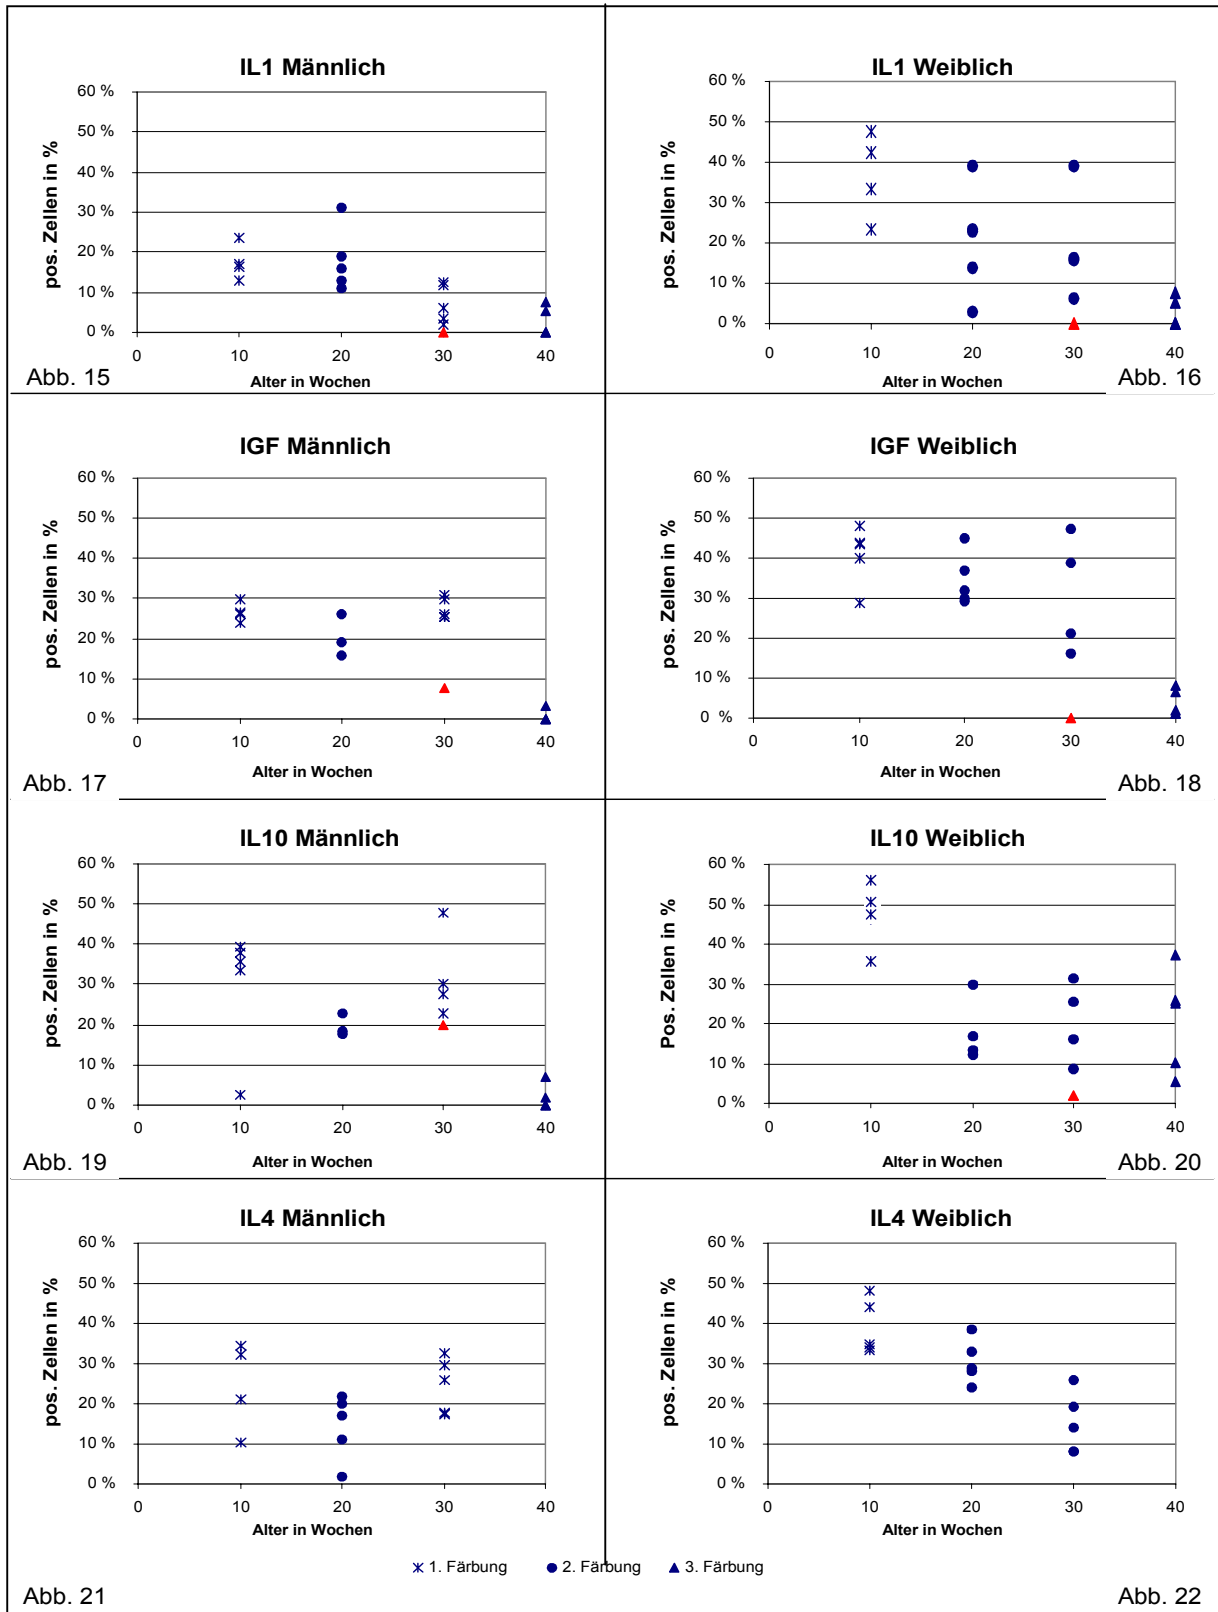 IL1 Männlich
pos. Zellen in %
60 %
50 %
40 %
30 %
20 %
10 %
0 %
0 10 20 30 40
Alter in Wochen
Abb. 15
IL1 Weiblich
pos. Zellen in %
60 %
50 %
40 %
30 %
20 %
10 %
0 %
0 10 20 30 40
Alter in Wochen
Abb. 16
IGF Männlich
pos. Zellen in %
60 %
50 %
40 %
30 %
20 %
10 %
0 %
0 10 20 30 40
Alter in Wochen
Abb. 17
IGF Weiblich
pos. Zellen in %
60 %
50 %
40 %
30 %
20 %
10 %
0 %
0 10 20 30 40
Alter in Wochen
Abb. 18
IL10 Männlich
pos. Zellen in %
60 %
50 %
40 %
30 %
20 %
10 %
0 %
0 10 20 30 40
Alter in Wochen
Abb. 19
IL10 Weiblich
Pos. Zellen in %
60 %
50 %
40 %
30 %
20 %
10 %
0 %
0 10 20 30 40
Alter in Wochen
Abb. 20
IL4 Männlich
pos. Zellen in %
60 %
50 %
40 %
30 %
20 %
10 %
0 %
0 10 20 30 40
Alter in Wochen
IL4 Weiblich
pos. Zellen in %
60 %
50 %
40 %
30 %
20 %
10 %
0 %
0 10 20 30 40
Alter in Wochen
1. Färbung 2. Färbung 3. Färbung
Abb. 21
Abb. 22